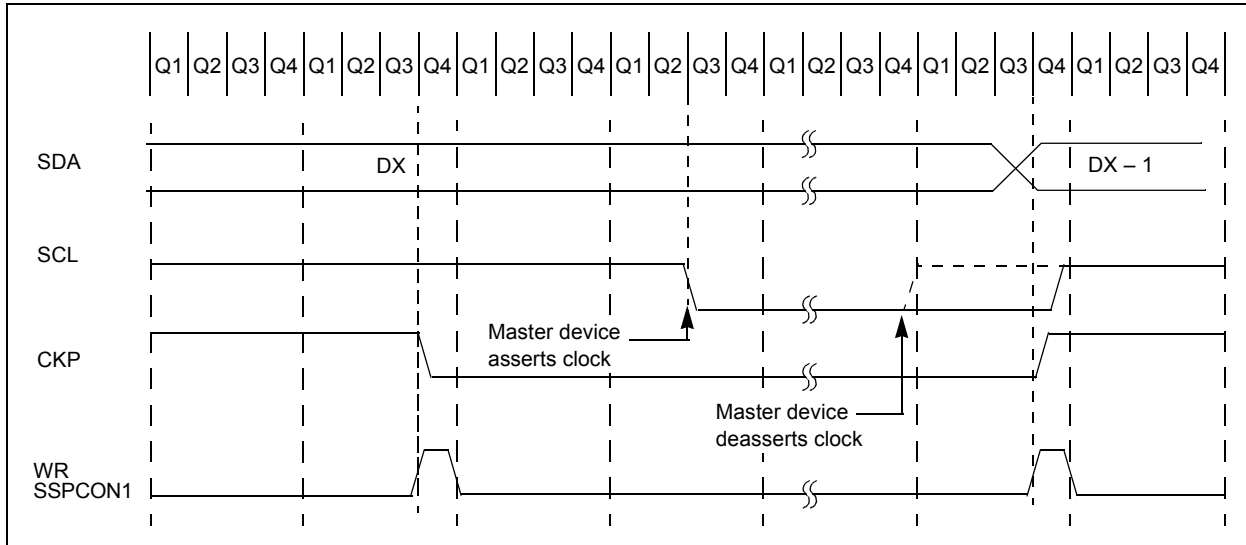 Q1 Q2 Q3 Q4 Q1 Q2 Q3 Q4 Q1 Q2 Q3 Q4 Q1 Q2 Q3 Q4 Q1 Q2 Q3 Q4 Q1 Q2 Q3 Q4 Q1 Q2 Q3 Q4
SDA
DX
DX – 1
SCL
Master device
asserts clock
CKP
Master device
deasserts clock
WR
SSPCON1